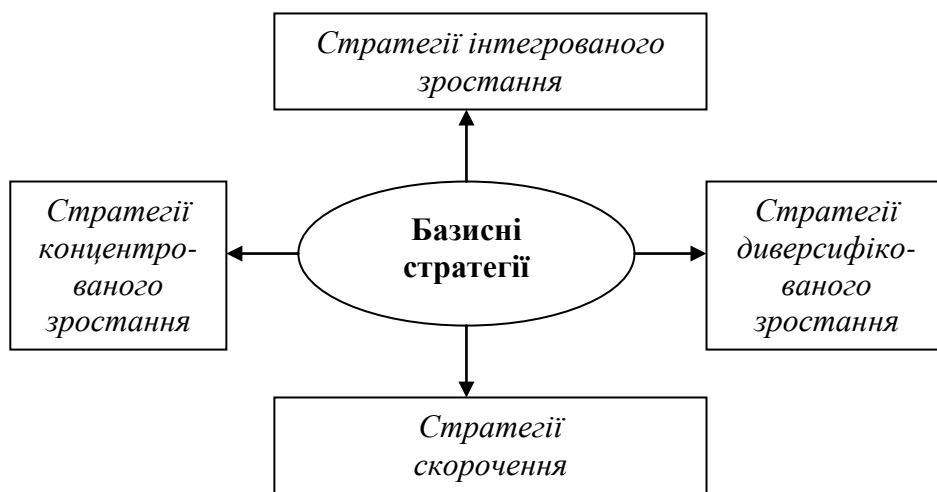 Стратегії інтегрованого
зростання
Стратегії
концентро-
ваного
зростання
Базисні
стратегії
Стратегії
диверсифіко-
ваного
зростання
Стратегії
скорочення